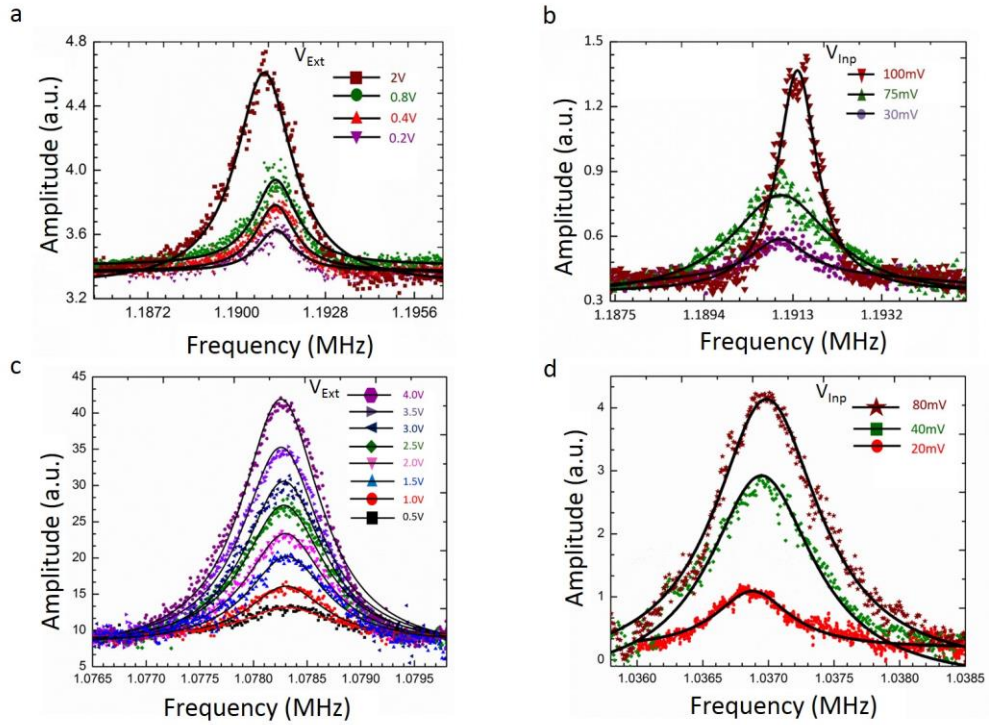 a
4.8
4.4
4.0
3.6
3.2
Amplitude (a.u.)
V_Ext
2V
0.8V
0.4V
0.2V
1.1872 1.1900 1.1928 1.1956
Frequency (MHz)
b
1.5
1.2
0.9
0.6
0.3
Amplitude (a.u.)
V_Inp
100mV
75mV
30mV
1.1875 1.1894 1.1913 1.1932
Frequency (MHz)
c
45
40
35
30
25
20
15
10
5
Amplitude (a.u.)
V_Ext
4.0V
3.5V
3.0V
2.5V
2.0V
1.5V
1.0V
0.5V
1.0765 1.0770 1.0775 1.0780 1.0785 1.0790 1.0795
Frequency (MHz)
d
4
3
2
1
0
Amplitude (a.u.)
V_Inp
80mV
40mV
20mV
1.0360 1.0365 1.0370 1.0375 1.0380 1.0385
Frequency (MHz)